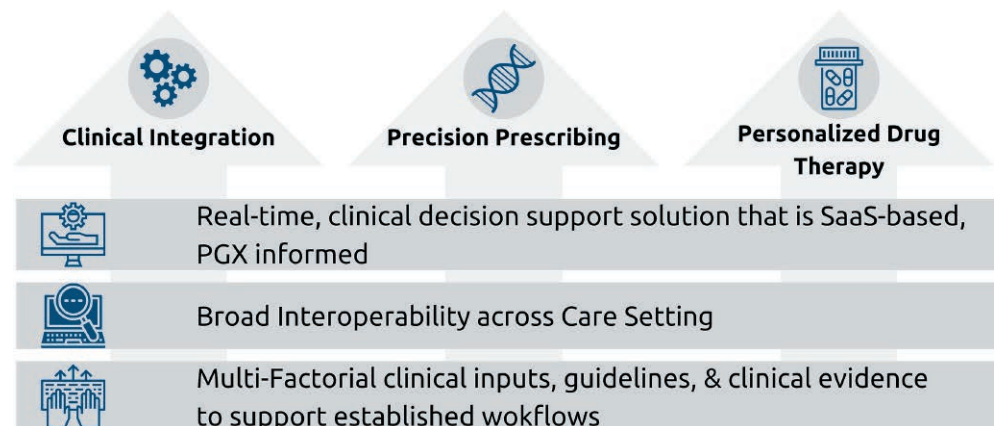 Clinical Integration
Precision Prescribing
Personalized Drug
Therapy
Real-time, clinical decision support solution that is SaaS-based,
PGX informed
Broad Interoperability across Care Setting
Multi-Factorial clinical inputs, guidelines, & clinical evidence
to support established wokflows